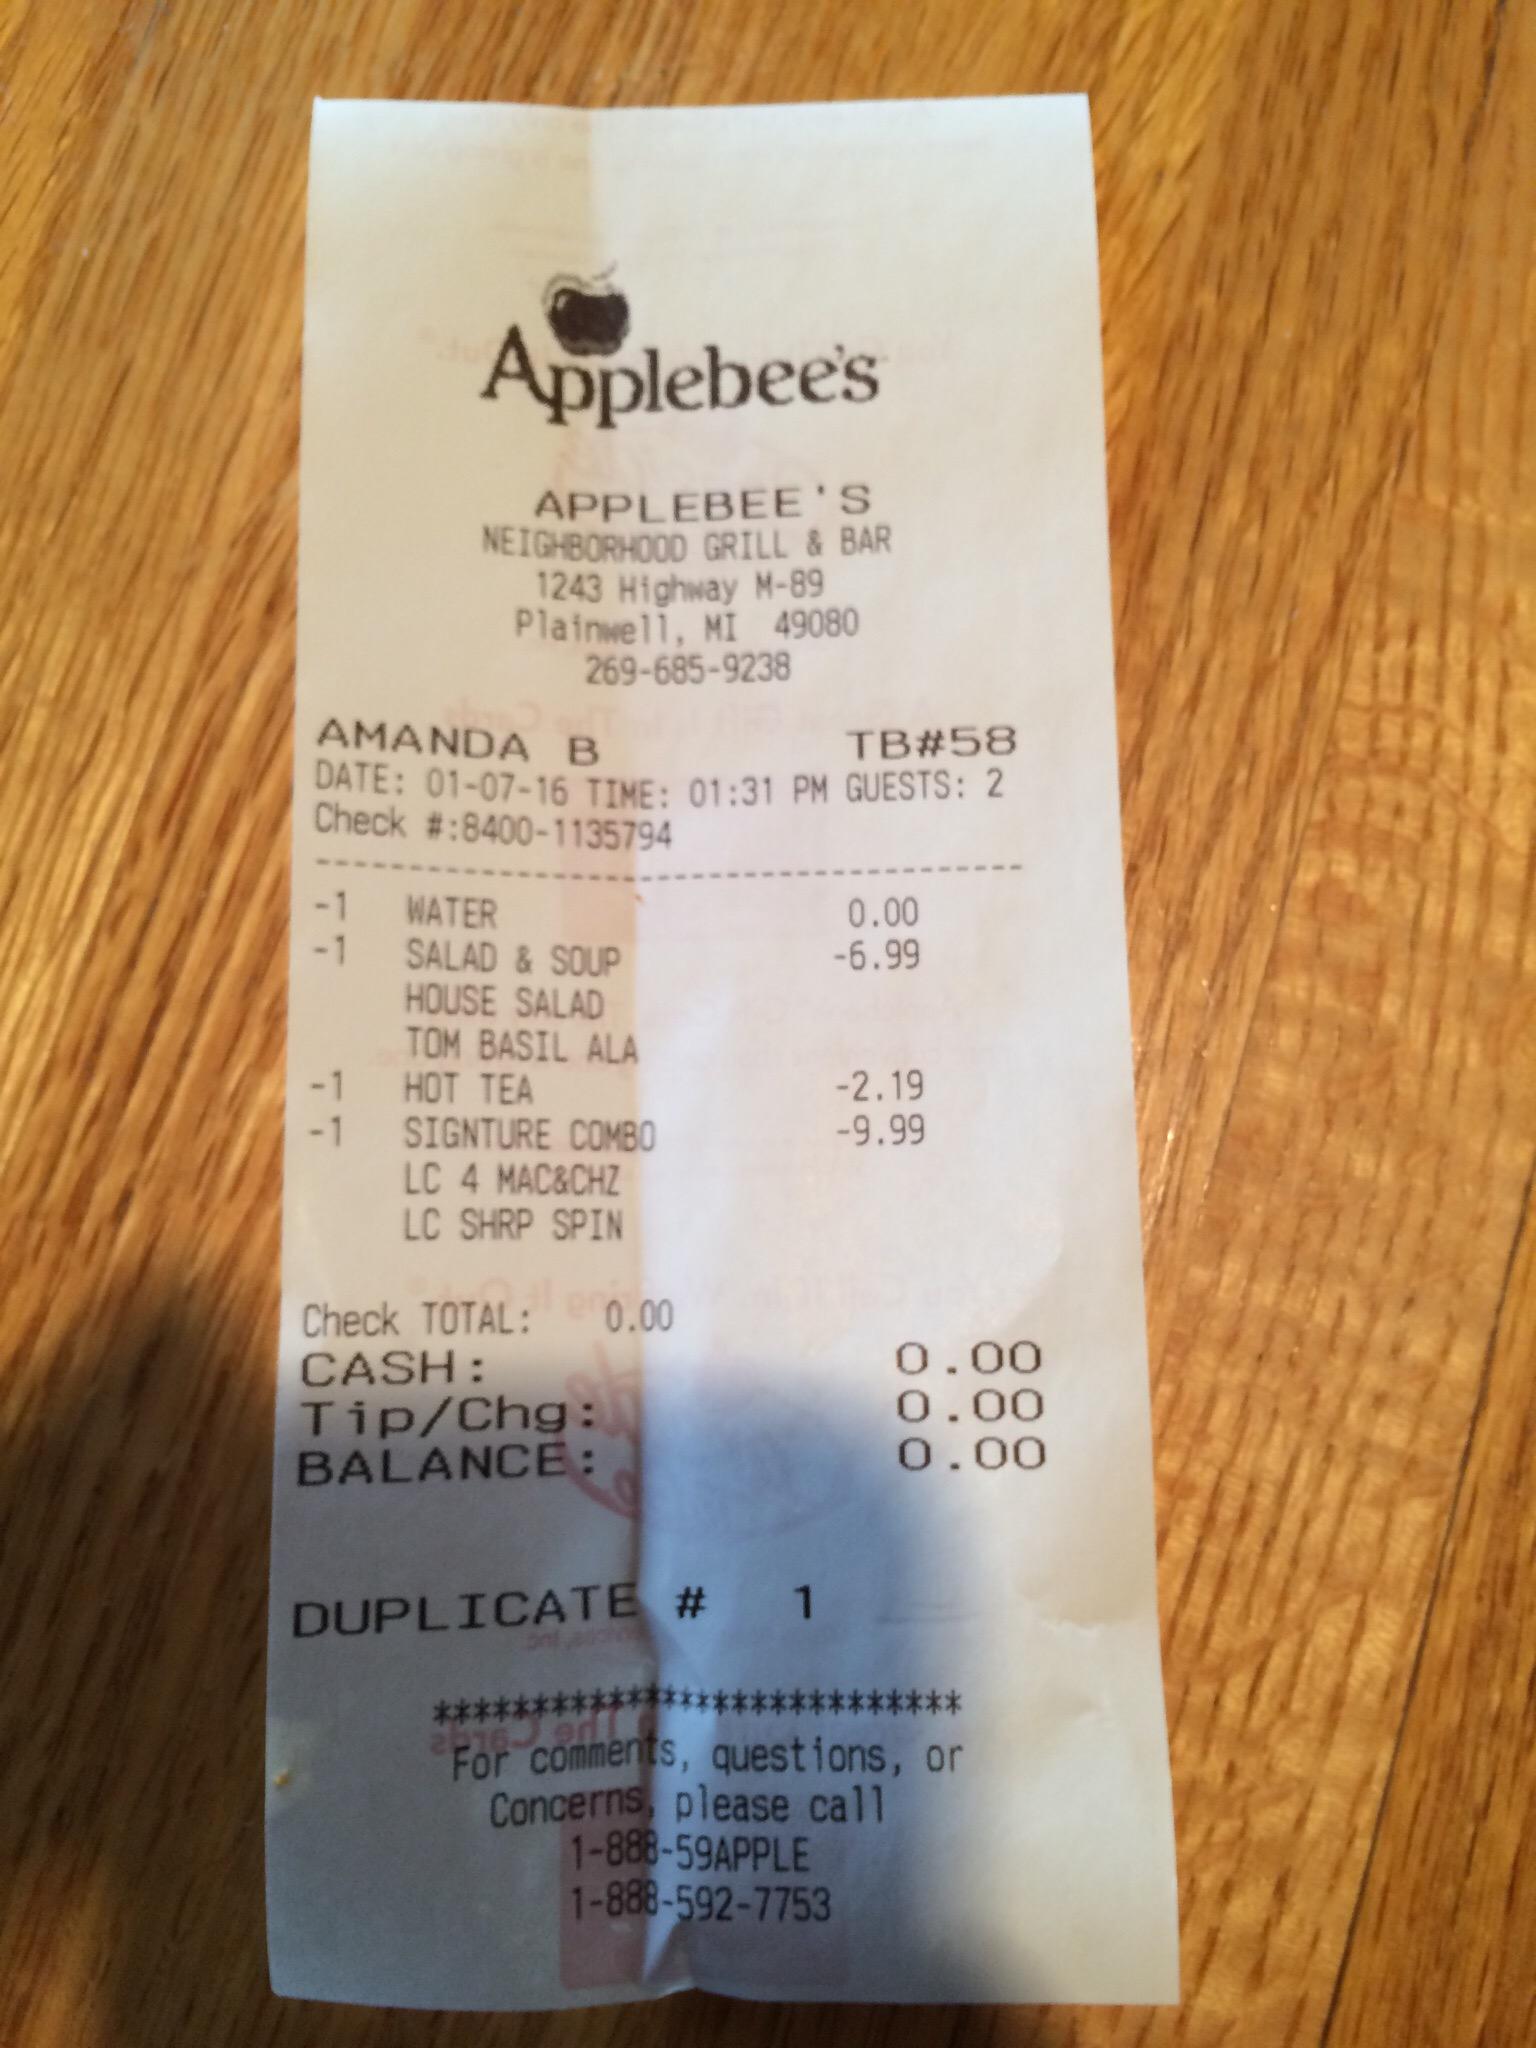 Applebee's
APPLEBEE'S
NEIGHBORHOOD GRILL & BAR
1243 Highway M-89
Plainwell, MI 49080
269-685-9238
AMANDA B TB#58
DATE: 01-07-16 TIME: 01:31 PM GUESTS: 2
Check #:8400-1135794
--------------------------------------
-1 WATER 0.00
-1 SALAD & SOUP -6.99
HOUSE SALAD
TOM BASIL ALA
-1 HOT TEA -2.19
-1 SIGNTURE COMBO -9.99
LC 4 MAC&CHZ
LC SHRP SPIN
Check TOTAL: 0.00
CASH: 0.00
Tip/Chg: 0.00
BALANCE: 0.00
DUPLICATE # 1
****************************
For comments, questions, or
Concerns, please call
1-888-59APPLE
1-888-592-7753